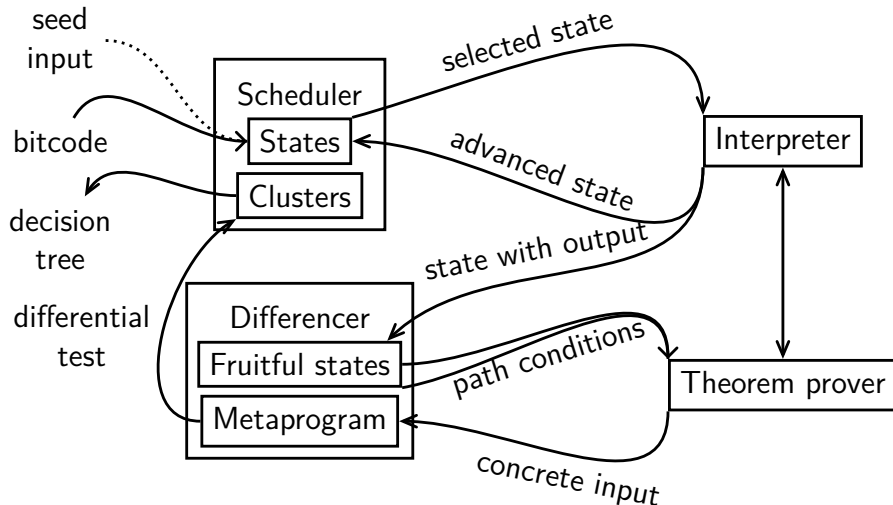 seed
input
selected state
Scheduler
bitcode
States
advanced state
Interpreter
Clusters
decision
tree
state with output
differential
test
Differencer
Fruitful states
path conditions
Theorem prover
Metaprogram
concrete input